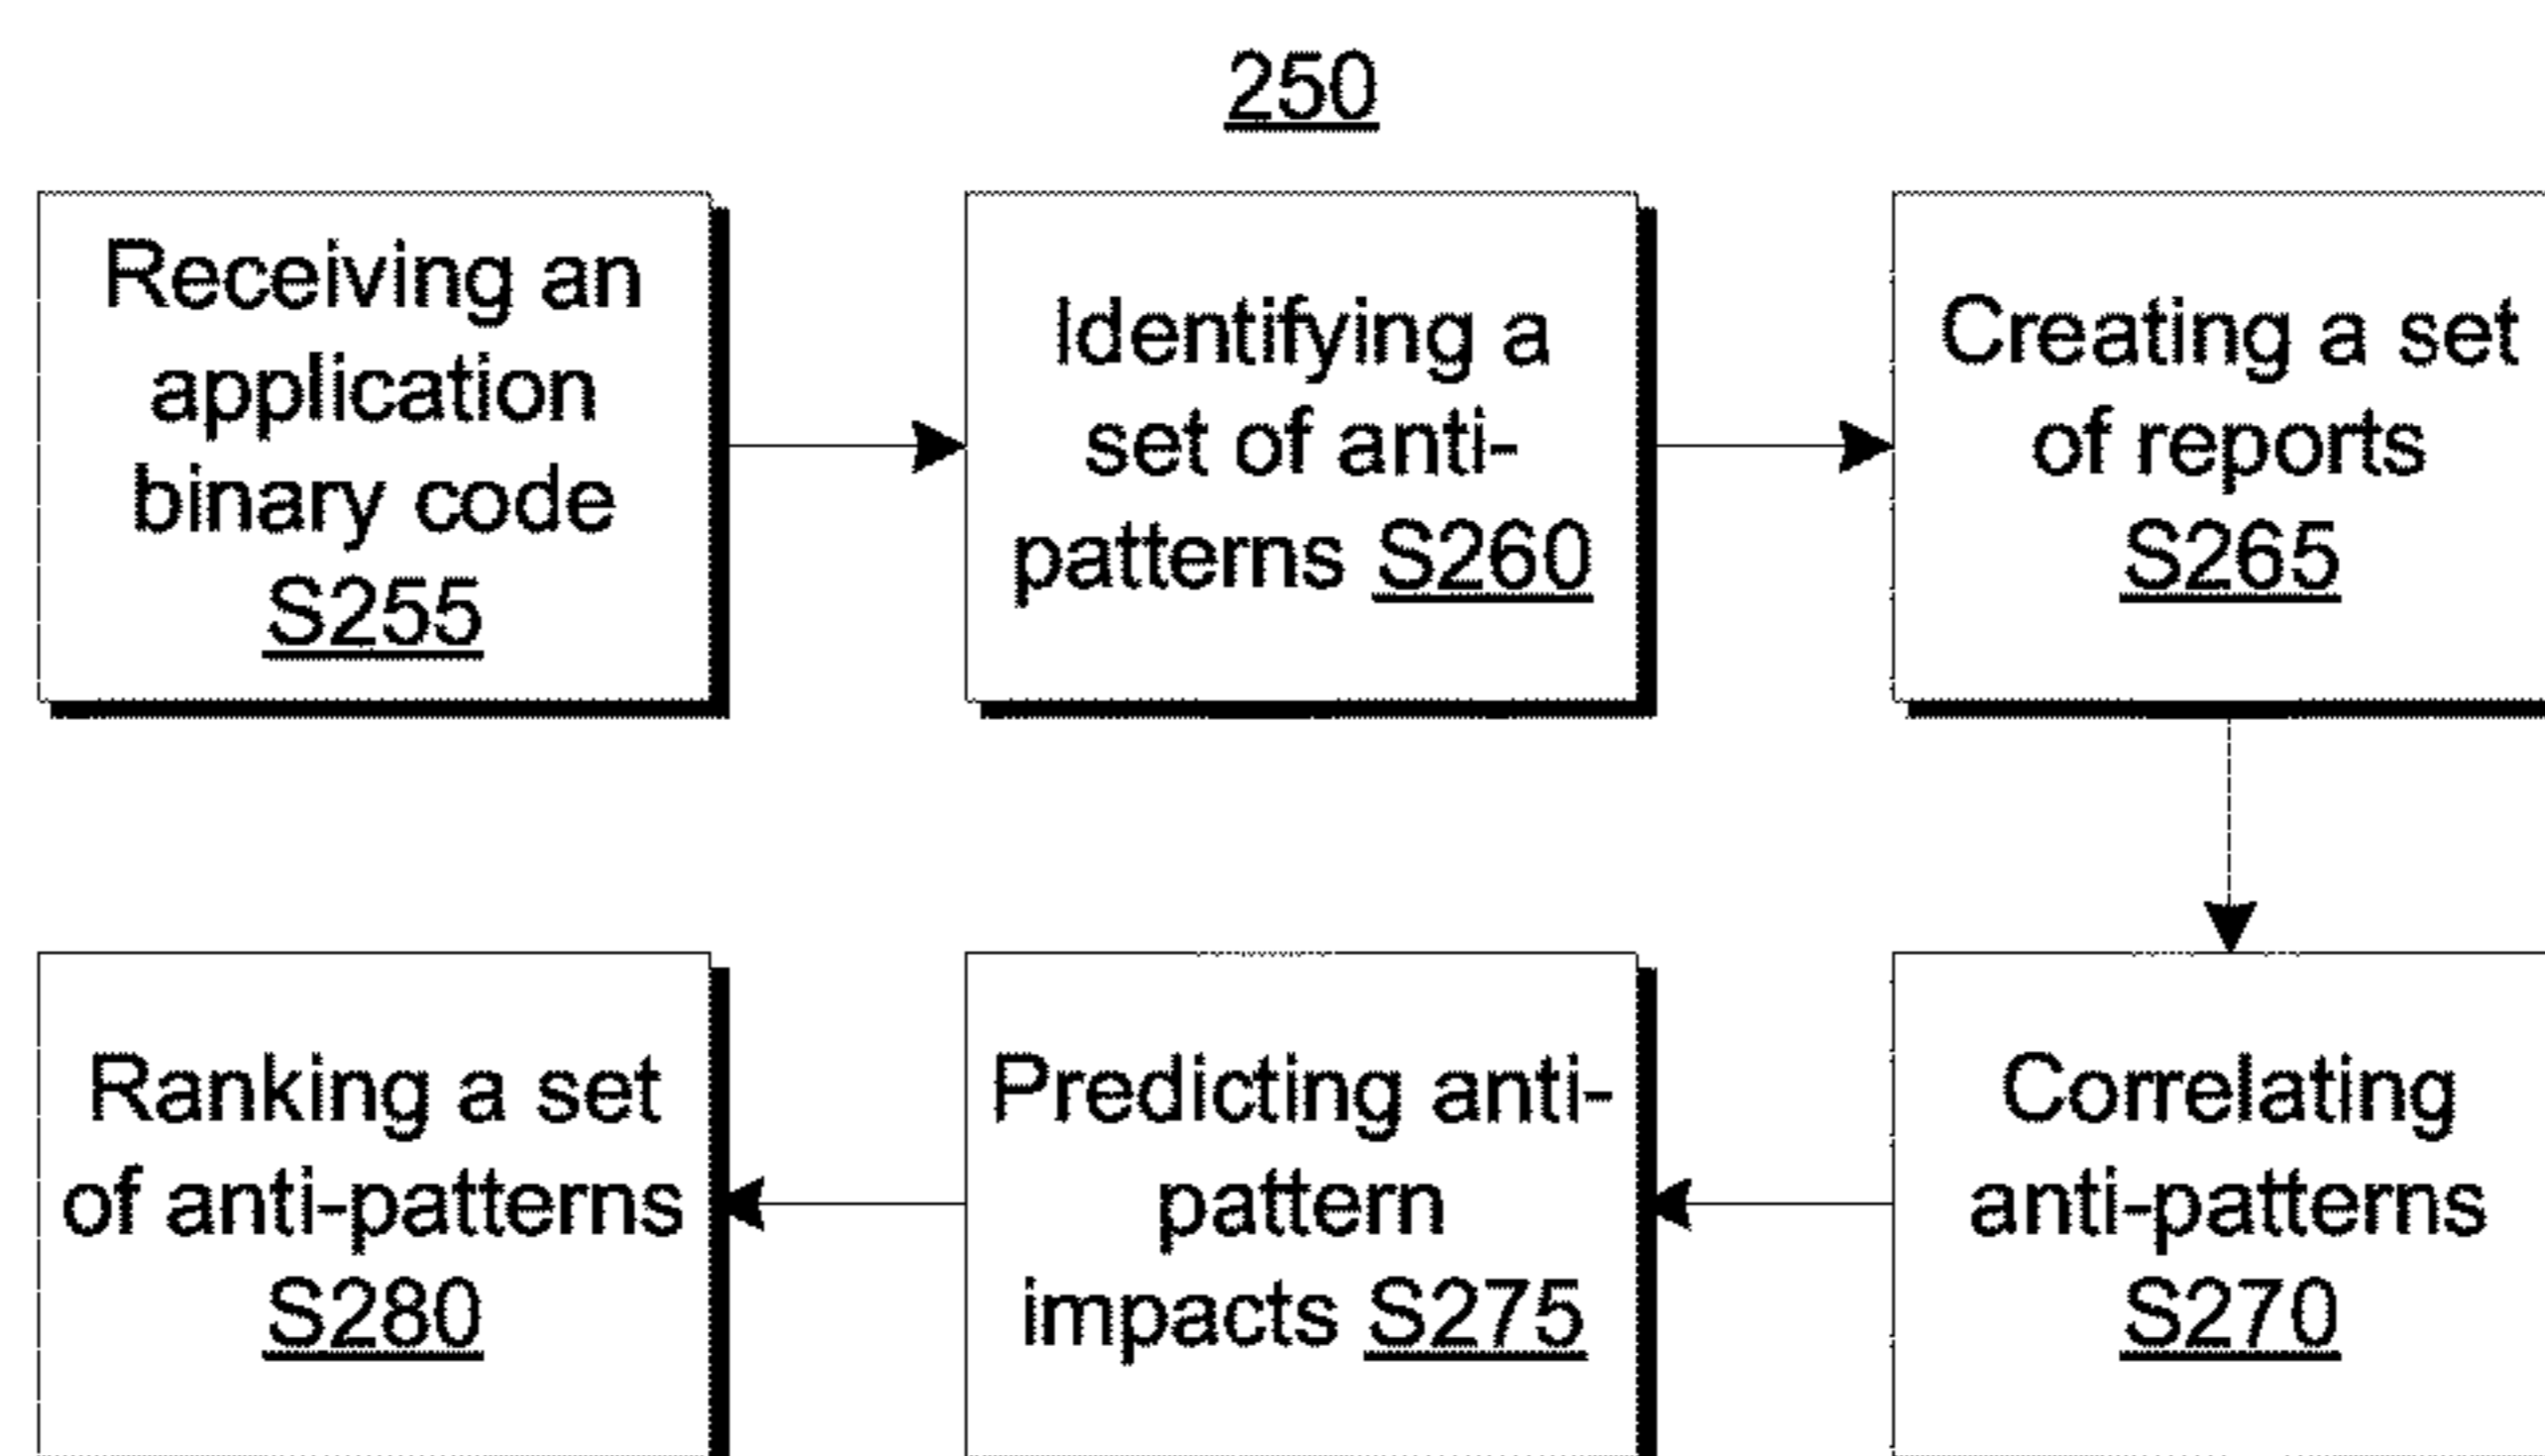 250
Receiving an
application
binary code
S255
Identifying a
set of anti-
patterns S260
Creating a set
of reports
S265
Ranking a set
of anti-patterns
S280
Predicting anti-
pattern
impacts S275
Correlating
anti-patterns
S270